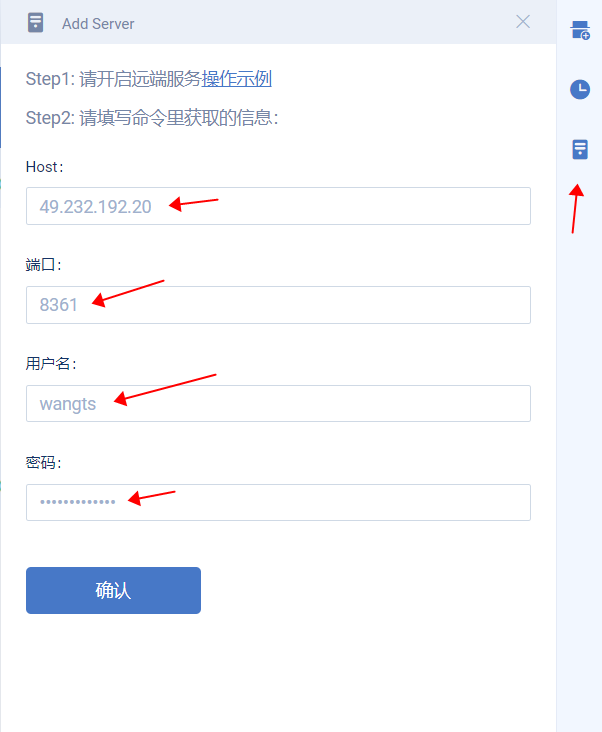 Add Server
Step1: 请开启远端服务操作示例
Step2: 请填写命令里获取的信息：
Host：
49.232.192.20
端口：
8361
用户名：
wangts
密码：
•••••••••••••
确认